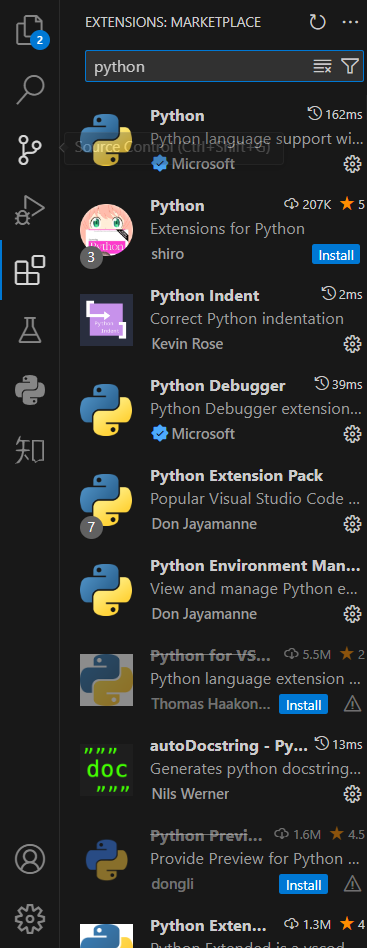 EXTENSIONS: MARKETPLACE
2
python
Python 162ms
Python language support wi...
Source Control (Ctrl+Shift+G)
Microsoft
Python 207K 5
Extensions for Python
Python
3
shiro Install
Python Indent 2ms
Python
Indent
Correct Python indentation
Kevin Rose
Python Debugger 39ms
Python Debugger extension...
Microsoft
Python Extension Pack
Popular Visual Studio Code ...
7
Don Jayamanne
Python Environment Man...
View and manage Python e...
Don Jayamanne
知
Python for VS... 5.5M 2
Python language extension ...
Thomas Haakon... Install
autoDocstring - Py... 13ms
"""
doc
"""
Generates python docstring...
Nils Werner
Python Previ... 1.6M 4.5
Provide Preview for Python ...
dongli Install
Python Exten... 1.3M 4
Python Extended is a vscod...